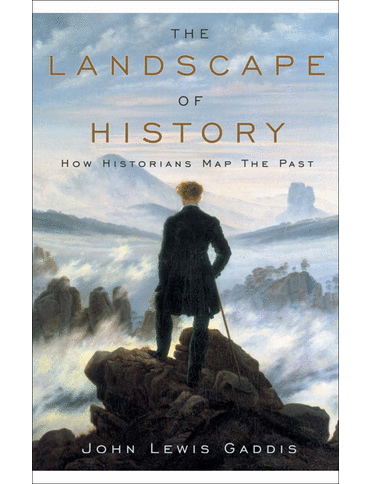 THE
LANDSCAPE
OF
HISTORY
HOW HISTORIANS MAP THE PAST
JOHN LEWIS GADDIS